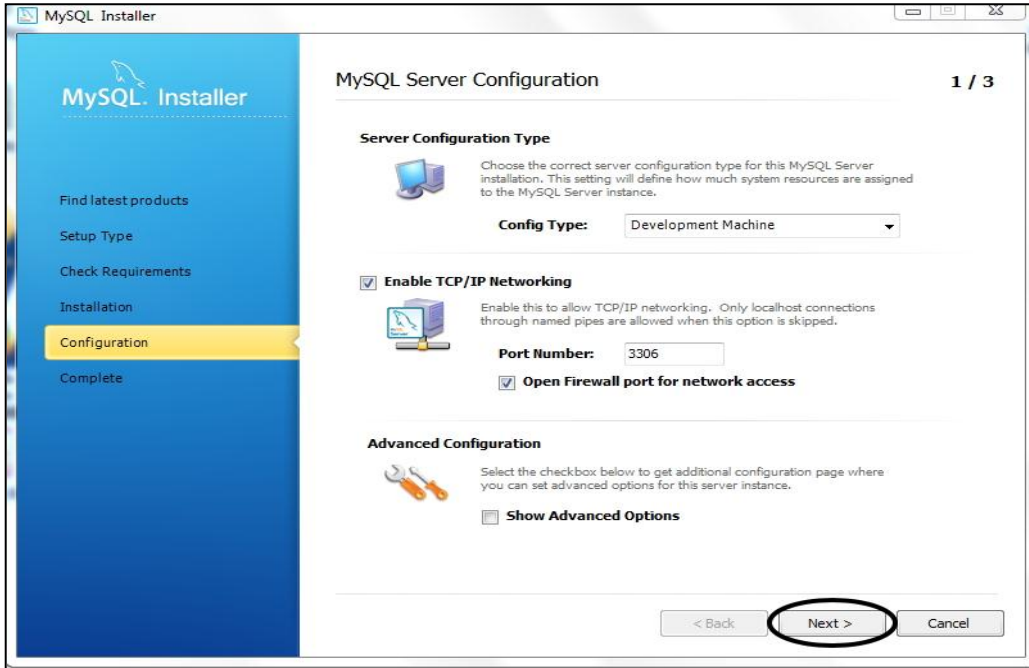 MySQL Installer
MySQL. Installer
Find latest products
Setup Type
Check Requirements
Installation
Configuration
Complete
MySQL Server Configuration
1 / 3
Server Configuration Type
Choose the correct server configuration type for this MySQL Server
installation. This setting will define how much system resources are assigned
to the MySQL Server instance.
Config Type:
Development Machine
Enable TCP/IP Networking
Enable this to allow TCP/IP networking. Only localhost connections
through named pipes are allowed when this option is skipped.
Port Number:
3306
Open Firewall port for network access
Advanced Configuration
Select the checkbox below to get additional configuration page where
you can set advanced options for this server instance.
Show Advanced Options
< Back
Next >
Cancel